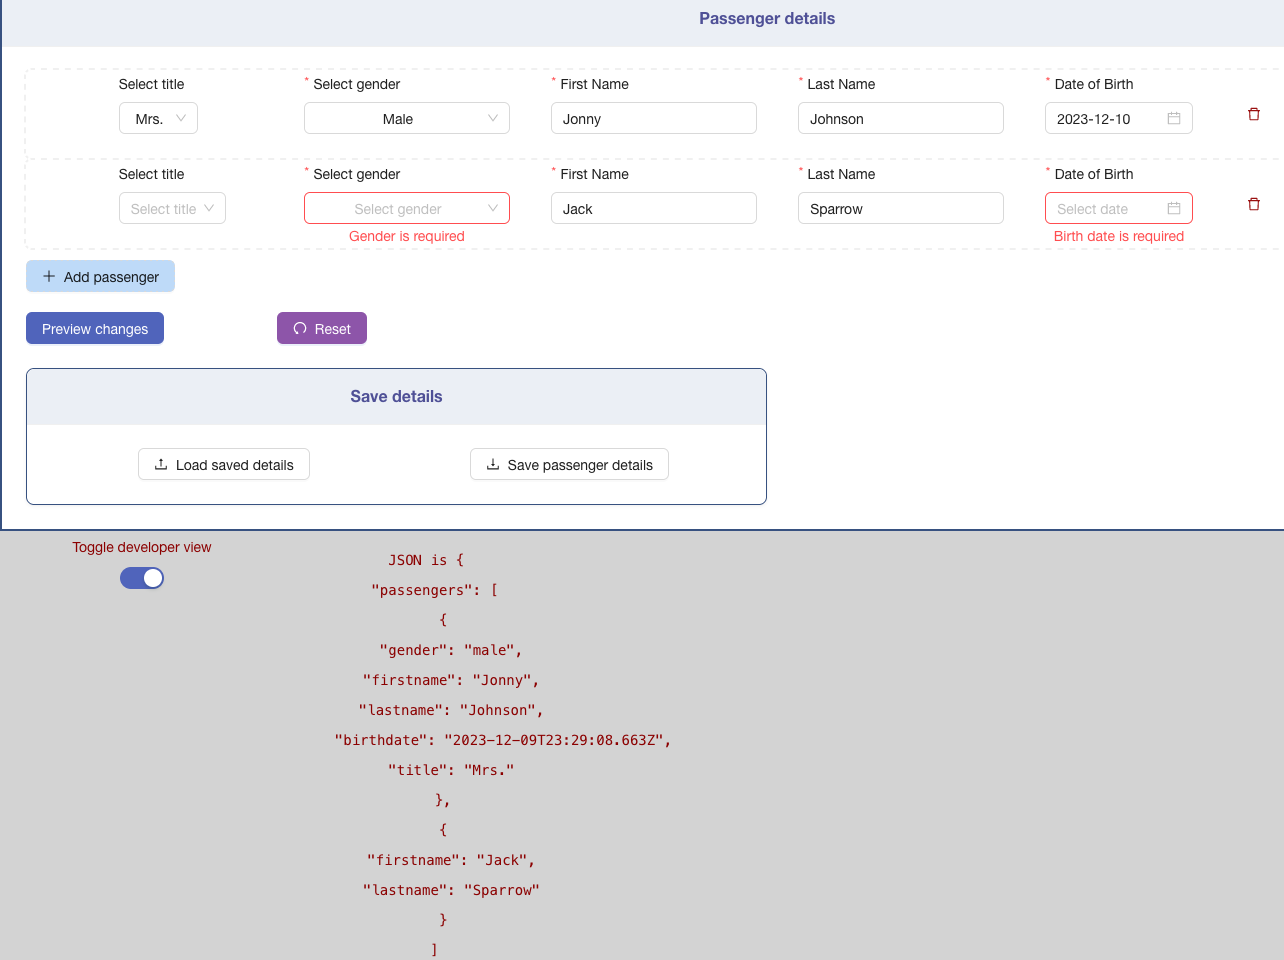 Passenger details
Select title * Select gender * First Name * Last Name * Date of Birth
Mrs. Male Jonny Johnson 2023-12-10
Select title * Select gender * First Name * Last Name * Date of Birth
Select title Select gender Jack Sparrow Select date
Gender is required Birth date is required
+ Add passenger
Preview changes Reset
Save details
Load saved details Save passenger details
Toggle developer view
JSON is {
"passengers": [
{
"gender": "male",
"firstname": "Jonny",
"lastname": "Johnson",
"birthdate": "2023-12-09T23:29:08.663Z",
"title": "Mrs."
},
{
"firstname": "Jack",
"lastname": "Sparrow"
}
]